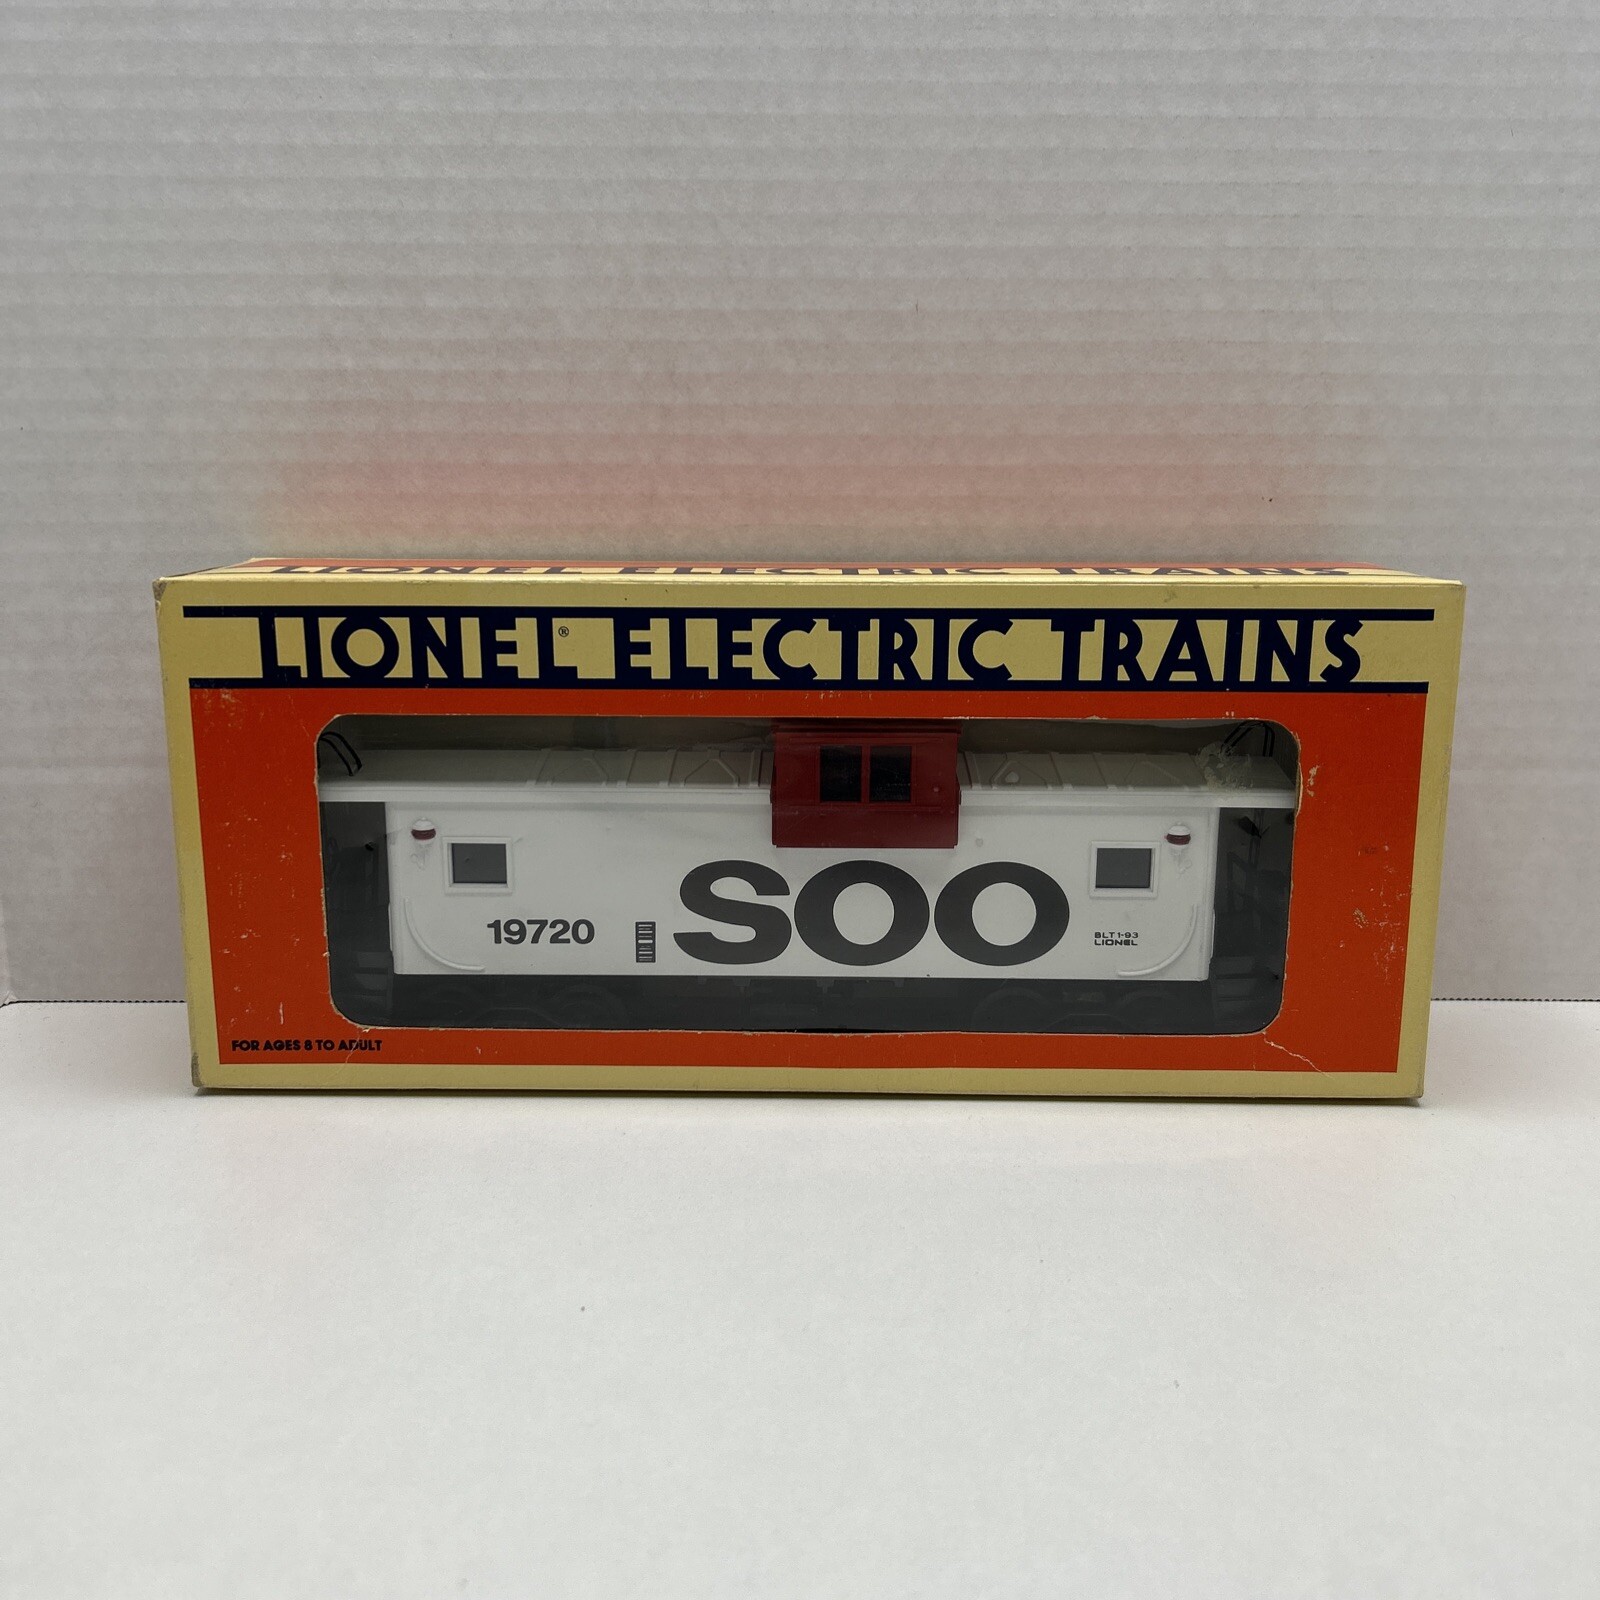 LIONEL ELECTRIC TRAINS
LIONEL® ELECTRIC TRAINS
19720
SOO
BLT 1-93
LIONEL
FOR AGES 8 TO ADULT